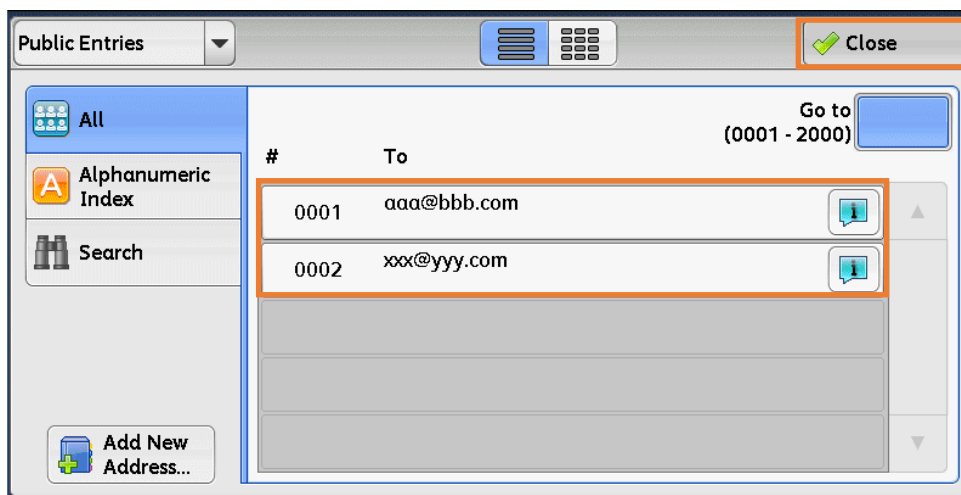 Public Entries
Close
All
Alphanumeric
Index
Search
Add New
Address...
Go to
(0001 - 2000)
# To
0001 aaa@bbb.com
0002 xxx@yyy.com